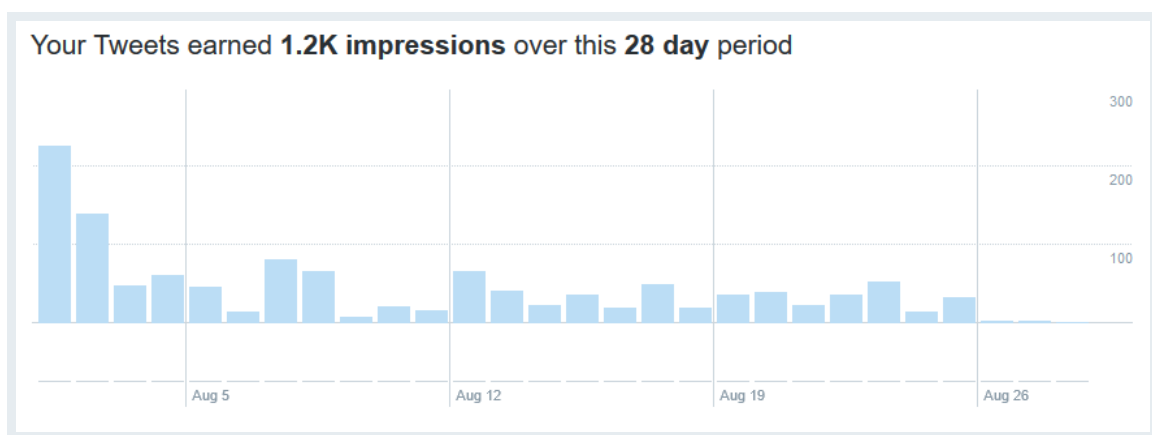 Your Tweets earned 1.2K impressions over this 28 day period
300
200
100
Aug 5
Aug 12
Aug 19
Aug 26